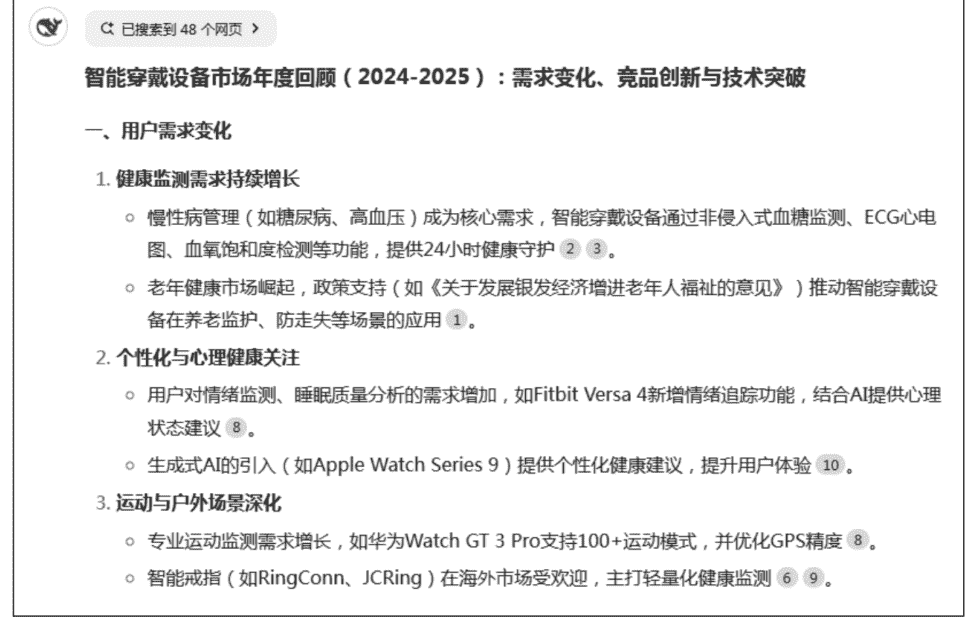 已搜索到 48 个网页 >
智能穿戴设备市场年度回顾（2024-2025）：需求变化、竞品创新与技术突破
一、用户需求变化
1. 健康监测需求持续增长
○ 慢性病管理（如糖尿病、高血压）成为核心需求，智能穿戴设备通过非侵入式血糖监测、ECG心电
图、血氧饱和度检测等功能，提供24小时健康守护 2 3 。
○ 老年健康市场崛起，政策支持（如《关于发展银发经济增进老年人福祉的意见》）推动智能穿戴设
备在养老监护、防走失等场景的应用 1 。
2. 个性化与心理健康关注
○ 用户对情绪监测、睡眠质量分析的需求增加，如Fitbit Versa 4新增情绪追踪功能，结合AI提供心理
状态建议 8 。
○ 生成式AI的引入（如Apple Watch Series 9）提供个性化健康建议，提升用户体验 10 。
3. 运动与户外场景深化
○ 专业运动监测需求增长，如华为Watch GT 3 Pro支持100+运动模式，并优化GPS精度 8 。
○ 智能戒指（如RingConn、JCRing）在海外市场受欢迎，主打轻量化健康监测 6 9 。